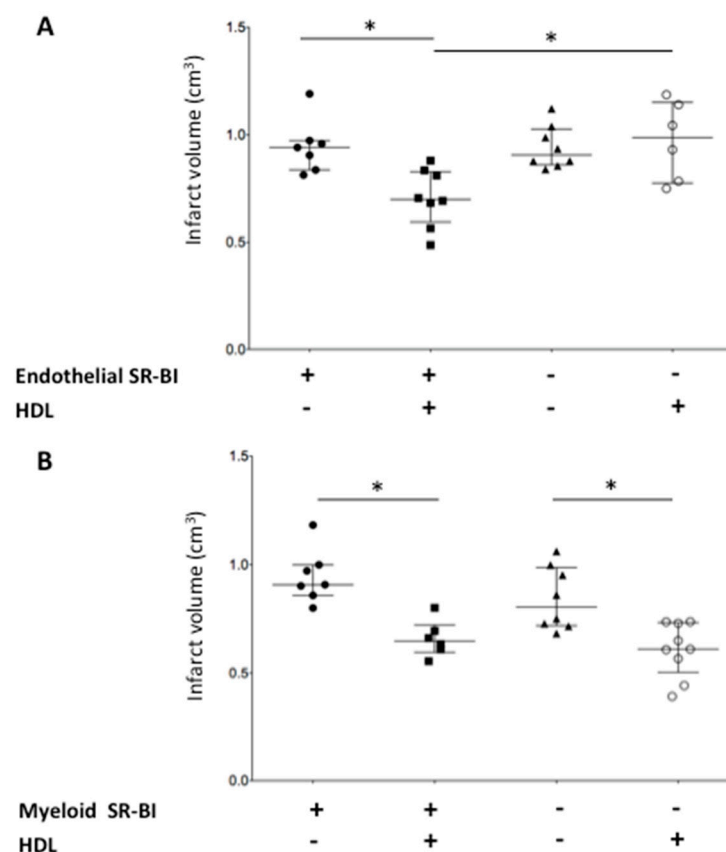 A
*
*
Infarct volume (cm³)
1.5
1.0
0.5
0.0
Endothelial SR-BI + + - -
HDL - + - +
B
*
*
Infarct volume (cm³)
1.5
1.0
0.5
0.0
Myeloid SR-BI + + - -
HDL - + - +